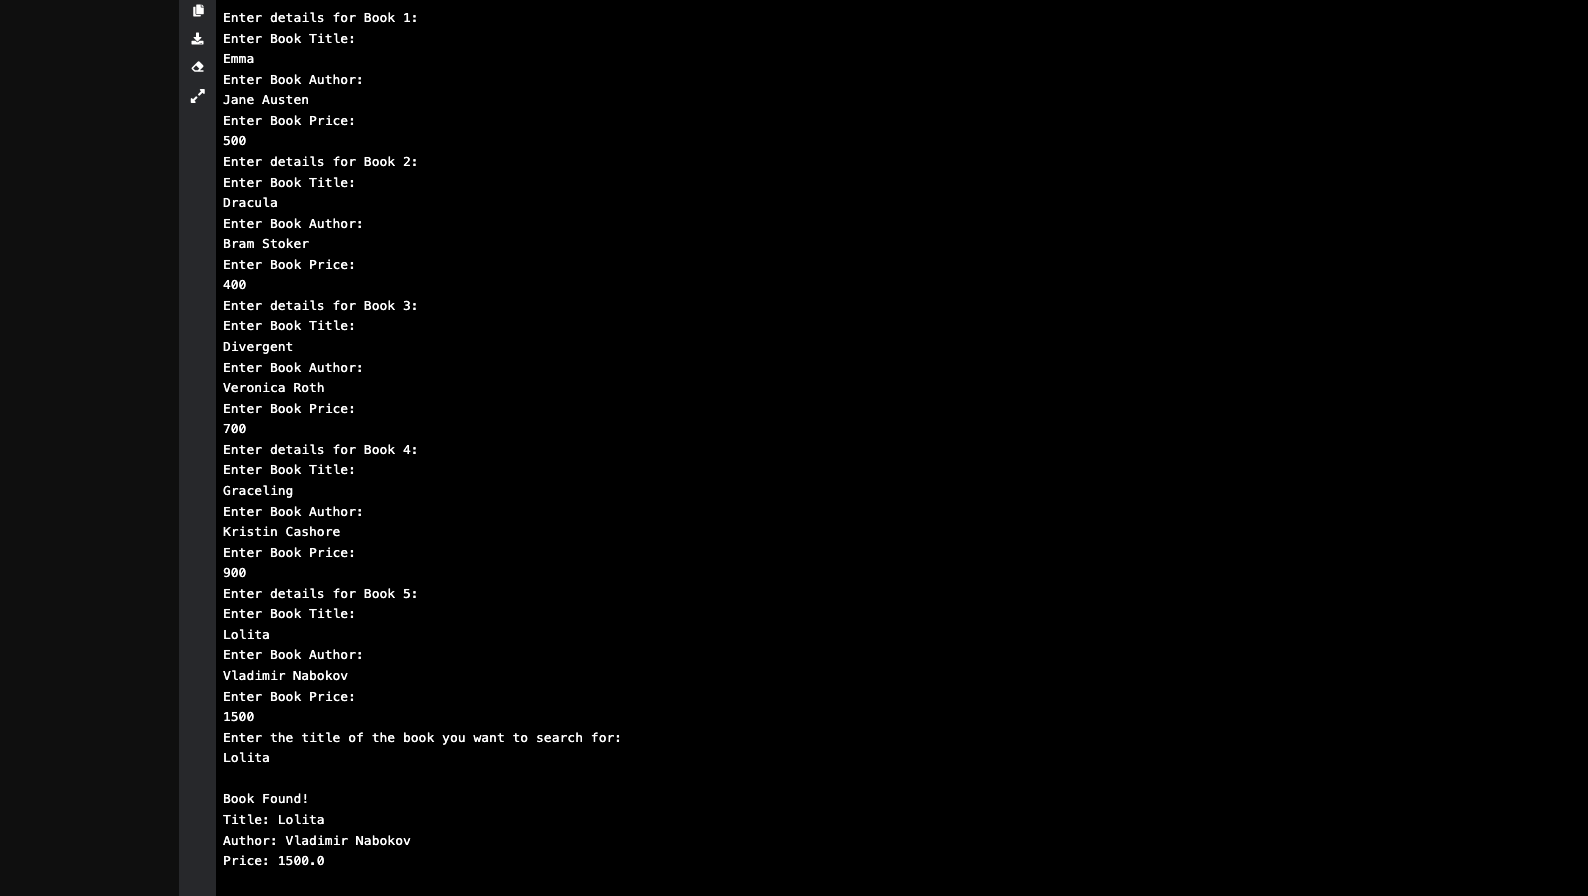 Enter details for Book 1:
Enter Book Title:
Emma
Enter Book Author:
Jane Austen
Enter Book Price:
500
Enter details for Book 2:
Enter Book Title:
Dracula
Enter Book Author:
Bram Stoker
Enter Book Price:
400
Enter details for Book 3:
Enter Book Title:
Divergent
Enter Book Author:
Veronica Roth
Enter Book Price:
700
Enter details for Book 4:
Enter Book Title:
Graceling
Enter Book Author:
Kristin Cashore
Enter Book Price:
900
Enter details for Book 5:
Enter Book Title:
Lolita
Enter Book Author:
Vladimir Nabokov
Enter Book Price:
1500
Enter the title of the book you want to search for:
Lolita
Book Found!
Title: Lolita
Author: Vladimir Nabokov
Price: 1500.0